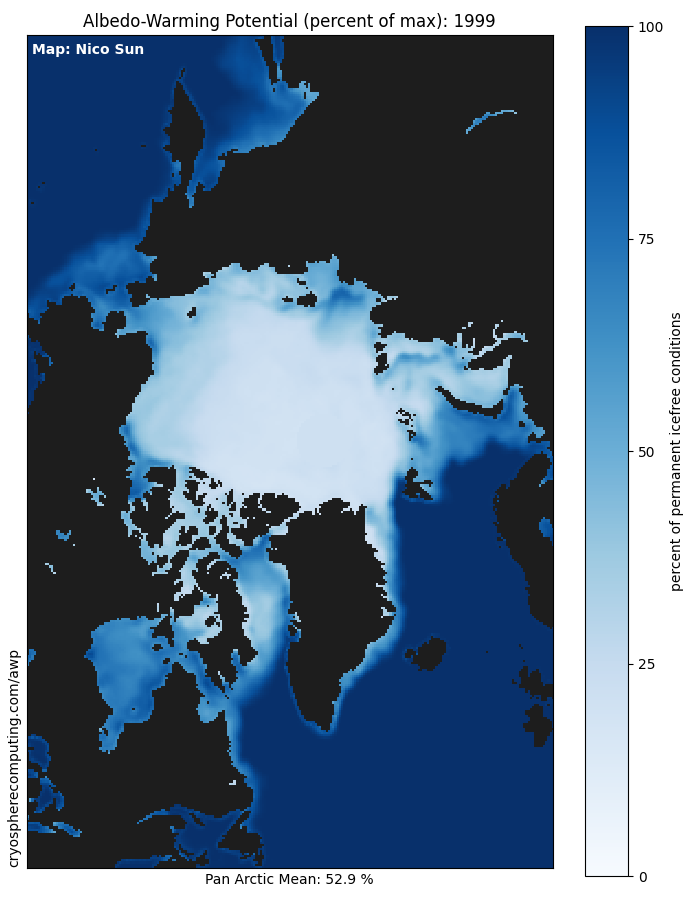 Albedo-Warming Potential (percent of max): 1999
Map: Nico Sun
100
75
50
25
0
percent of permanent icefree conditions
cryospherecomputing.com/awp
Pan Arctic Mean: 52.9 %